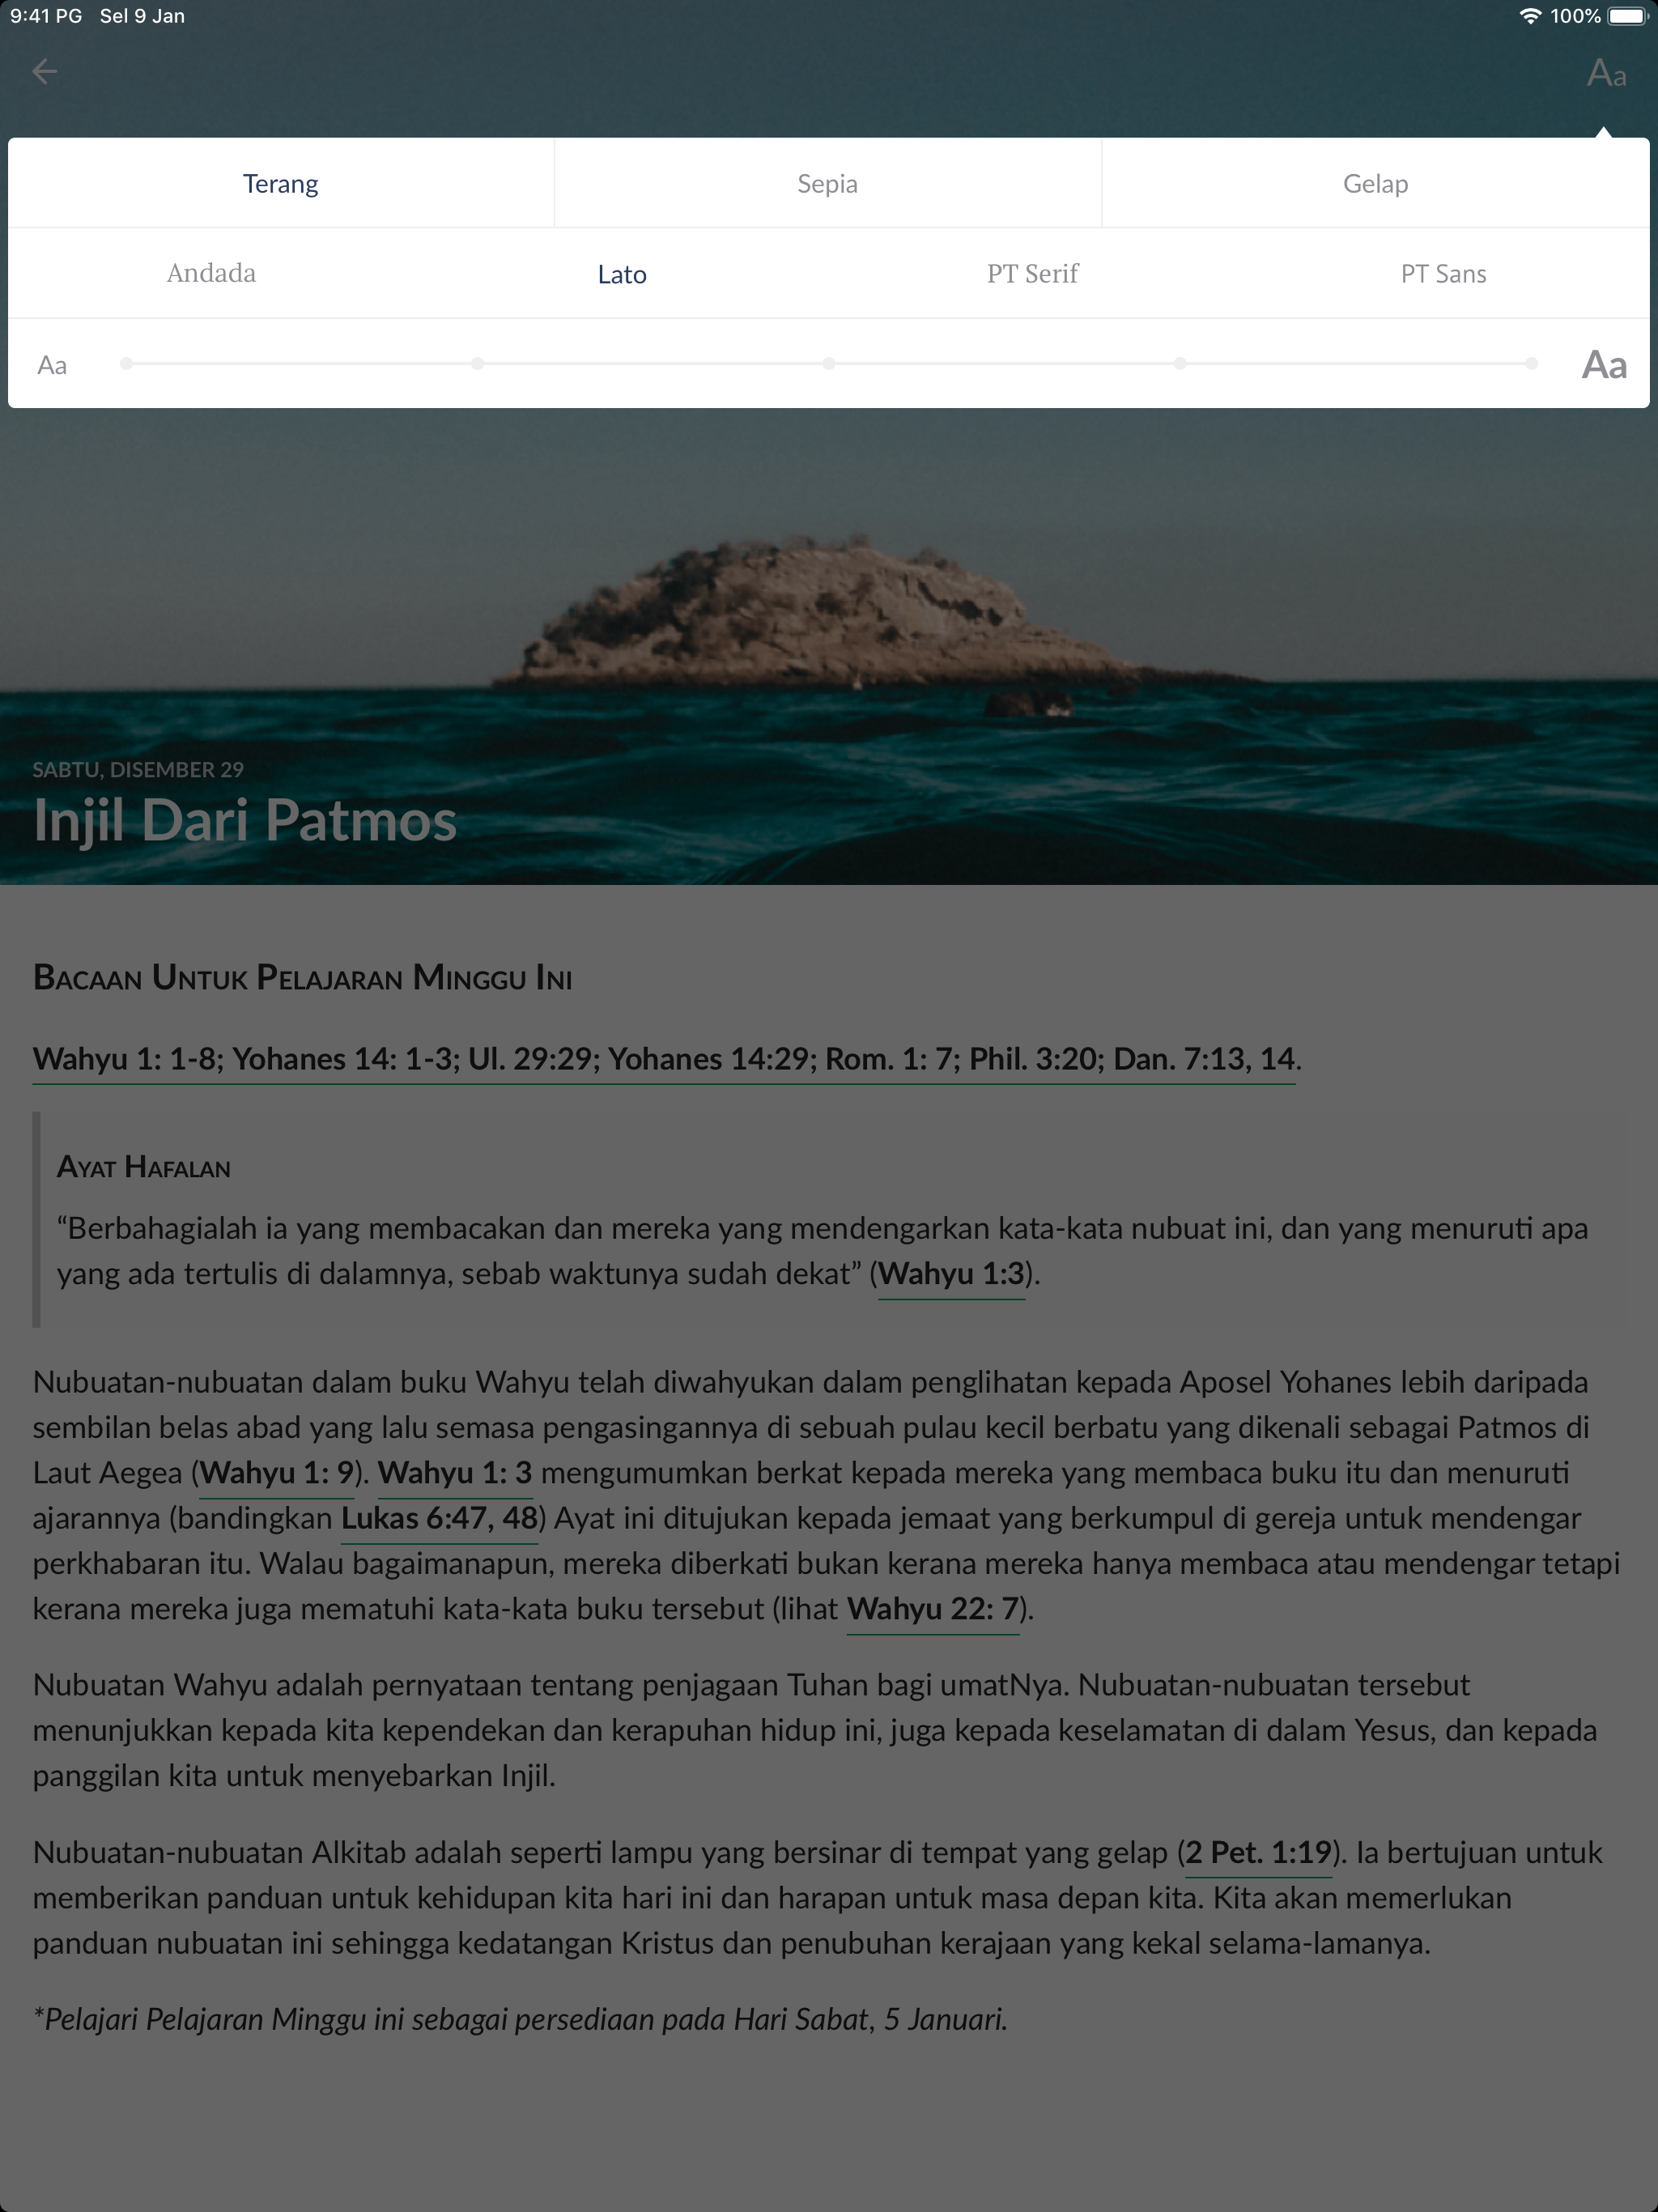 9:41 PG Sel 9 Jan 100%
Aa
Terang Sepia Gelap
Andada Lato PT Serif PT Sans
Aa Aa
SABTU, DISEMBER 29
Injil Dari Patmos
Bacaan Untuk Pelajaran Minggu Ini
Wahyu 1: 1-8; Yohanes 14: 1-3; Ul. 29:29; Yohanes 14:29; Rom. 1: 7; Phil. 3:20; Dan. 7:13, 14.
Ayat Hafalan
“Berbahagialah ia yang membacakan dan mereka yang mendengarkan kata-kata nubuat ini, dan yang menuruti apa
yang ada tertulis di dalamnya, sebab waktunya sudah dekat” (Wahyu 1:3).
Nubuatan-nubuatan dalam buku Wahyu telah diwahyukan dalam penglihatan kepada Aposel Yohanes lebih daripada
sembilan belas abad yang lalu semasa pengasingannya di sebuah pulau kecil berbatu yang dikenali sebagai Patmos di
Laut Aegea (Wahyu 1: 9). Wahyu 1: 3 mengumumkan berkat kepada mereka yang membaca buku itu dan menuruti
ajarannya (bandingkan Lukas 6:47, 48) Ayat ini ditujukan kepada jemaat yang berkumpul di gereja untuk mendengar
perkhabaran itu. Walau bagaimanapun, mereka diberkati bukan kerana mereka hanya membaca atau mendengar tetapi
kerana mereka juga mematuhi kata-kata buku tersebut (lihat Wahyu 22: 7).
Nubuatan Wahyu adalah pernyataan tentang penjagaan Tuhan bagi umatNya. Nubuatan-nubuatan tersebut
menunjukkan kepada kita kependekan dan kerapuhan hidup ini, juga kepada keselamatan di dalam Yesus, dan kepada
panggilan kita untuk menyebarkan Injil.
Nubuatan-nubuatan Alkitab adalah seperti lampu yang bersinar di tempat yang gelap (2 Pet. 1:19). Ia bertujuan untuk
memberikan panduan untuk kehidupan kita hari ini dan harapan untuk masa depan kita. Kita akan memerlukan
panduan nubuatan ini sehingga kedatangan Kristus dan penubuhan kerajaan yang kekal selama-lamanya.
*Pelajari Pelajaran Minggu ini sebagai persediaan pada Hari Sabat, 5 Januari.